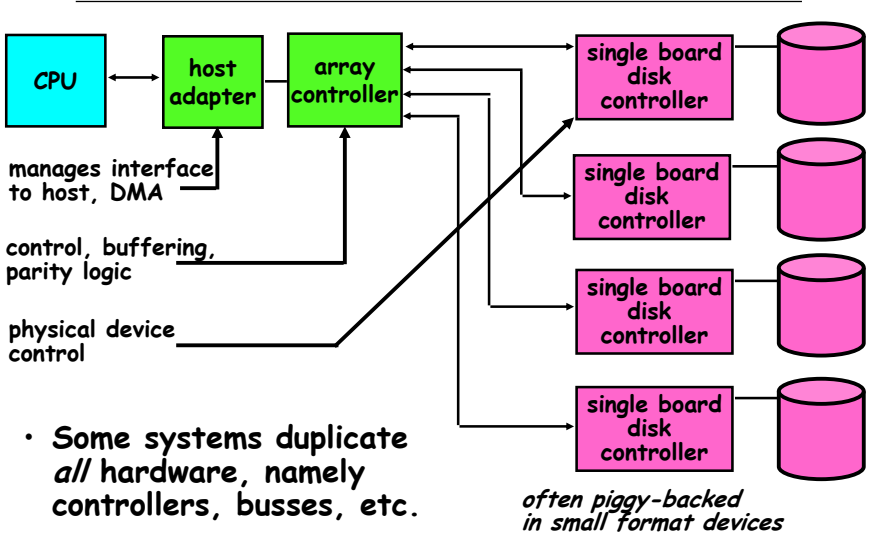 CPU
host
adapter
array
controller
single board
disk
controller
manages interface
to host, DMA
single board
disk
controller
control, buffering,
parity logic
single board
disk
controller
physical device
control
single board
disk
controller
• Some systems duplicate
all hardware, namely
controllers, busses, etc.
often piggy-backed
in small format devices